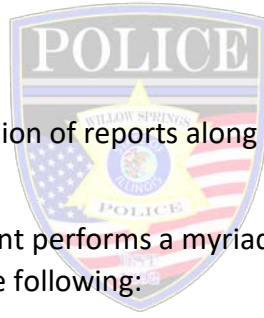 POLICE
WILLOW SPRINGS
ion of reports along
ILLINOIS
POLICE
nt performs a myriad
e following: